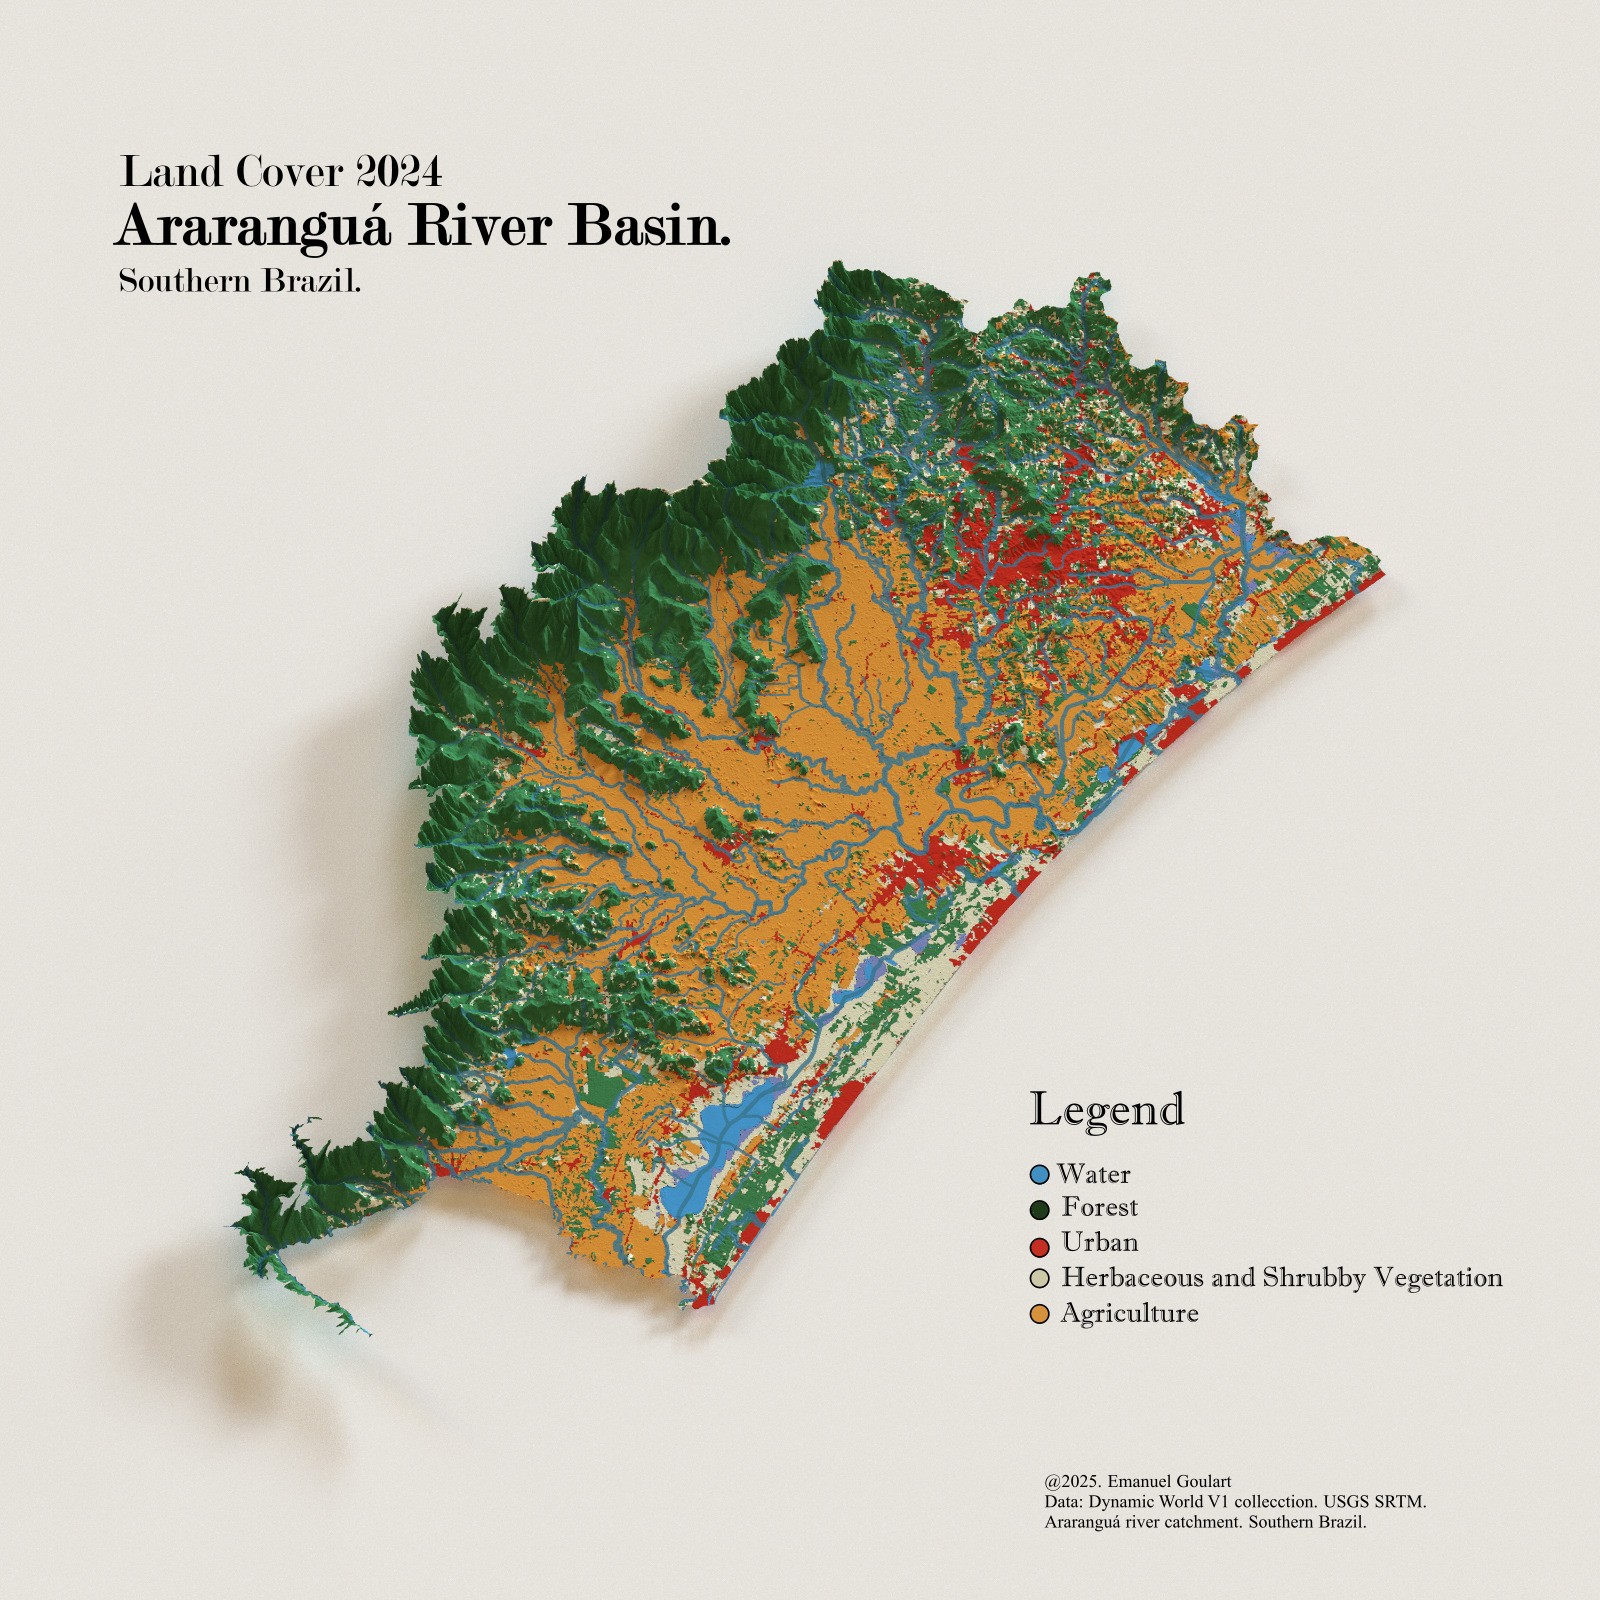 Land Cover 2024
Araranguá River Basin.
Southern Brazil.
Legend
Water
Forest
Urban
Herbaceous and Shrubby Vegetation
Agriculture
@2025. Emanuel Goulart
Data: Dynamic World V1 collecction. USGS SRTM.
Araranguá river catchment. Southern Brazil.